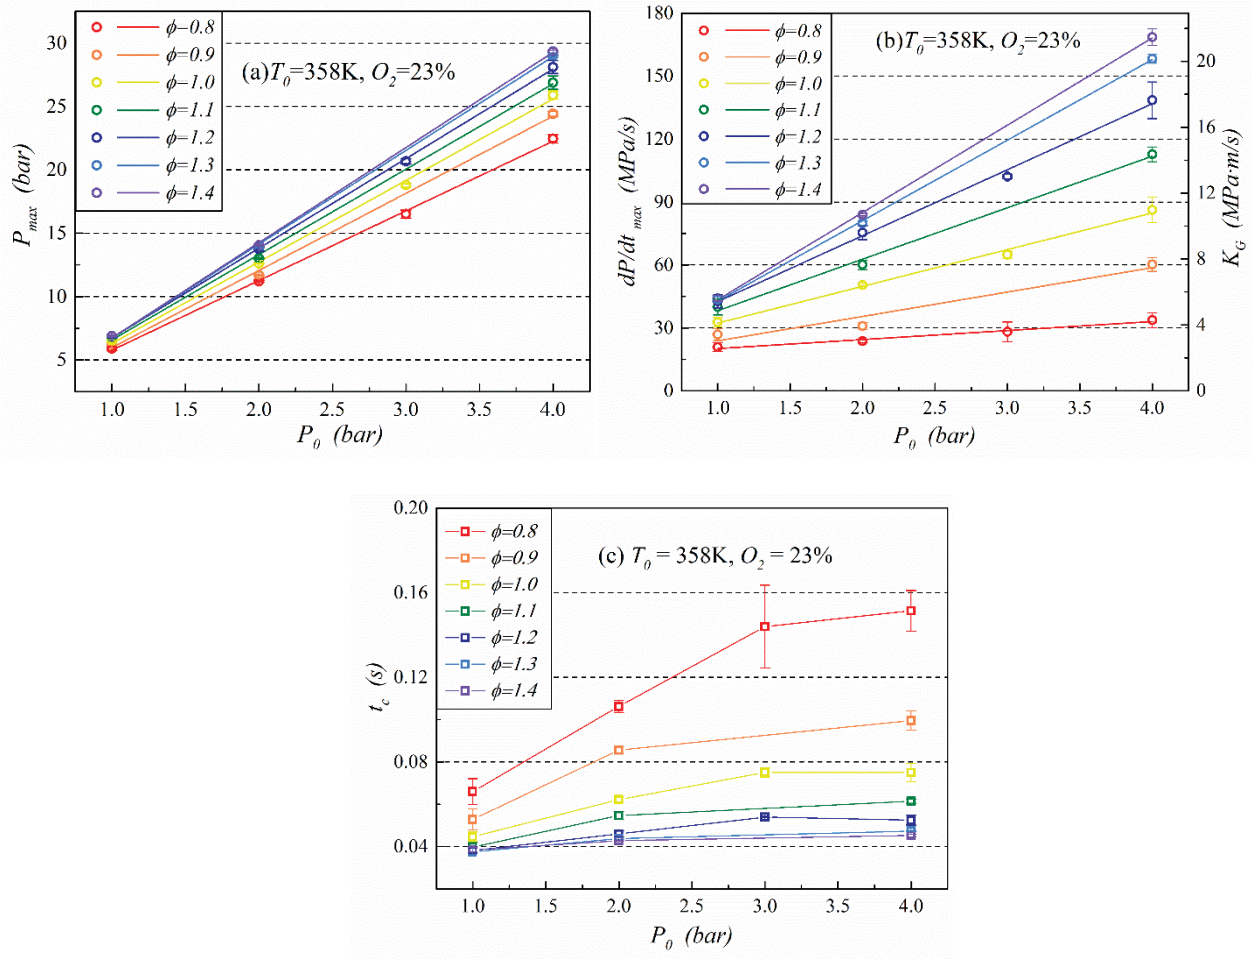 ϕ=0.8
ϕ=0.9
ϕ=1.0
ϕ=1.1
ϕ=1.2
ϕ=1.3
ϕ=1.4
(a) T₀=358K, O₂=23%
30
25
20
15
10
5
P_max (bar)
1.0 1.5 2.0 2.5 3.0 3.5 4.0
P₀ (bar)
ϕ=0.8
ϕ=0.9
ϕ=1.0
ϕ=1.1
ϕ=1.2
ϕ=1.3
ϕ=1.4
(b) T₀=358K, O₂=23%
180
150
120
90
60
30
0
dP/dt_max (MPa/s)
20
16
12
8
4
0
K_G (MPa·m/s)
1.0 1.5 2.0 2.5 3.0 3.5 4.0
P₀ (bar)
ϕ=0.8
ϕ=0.9
ϕ=1.0
ϕ=1.1
ϕ=1.2
ϕ=1.3
ϕ=1.4
(c) T₀ = 358K, O₂ = 23%
0.20
0.16
0.12
0.08
0.04
t_c (s)
1.0 1.5 2.0 2.5 3.0 3.5 4.0
P₀ (bar)